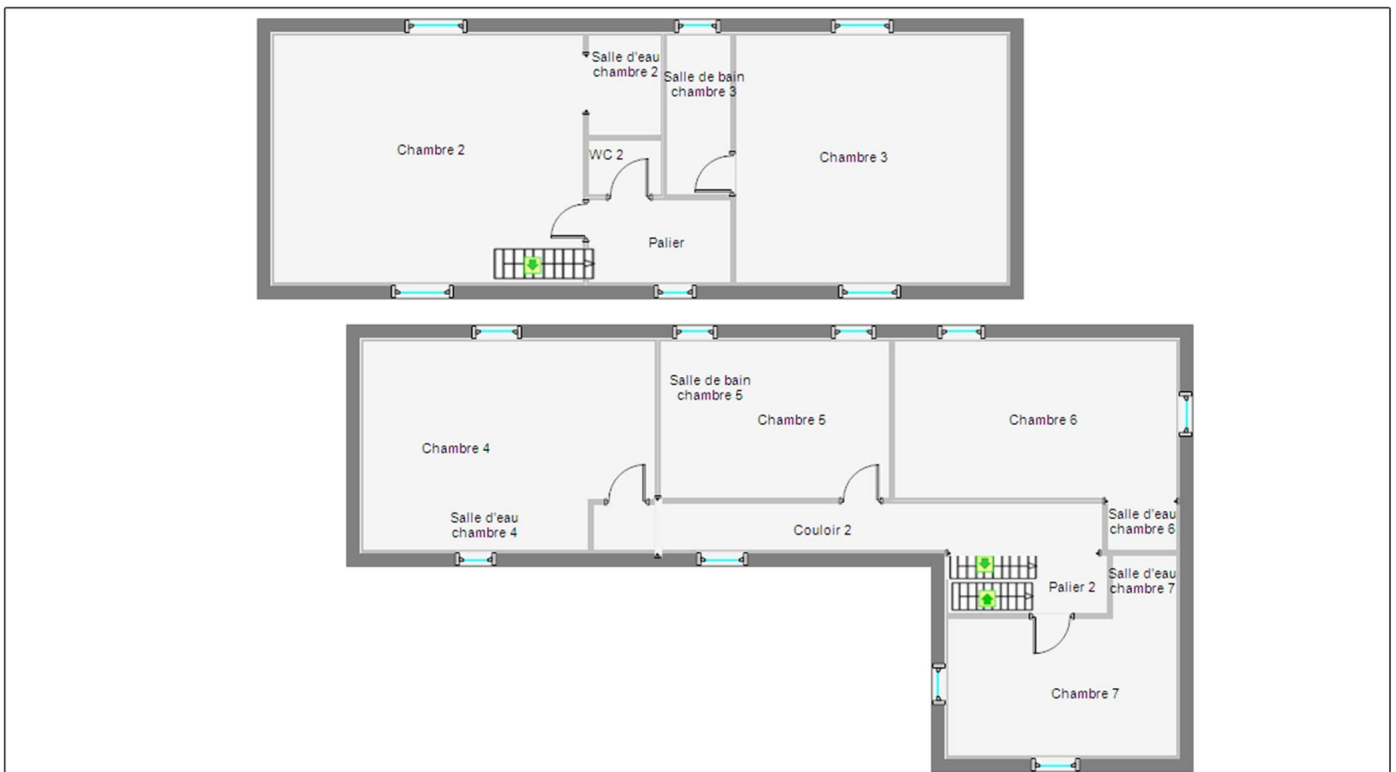 Salle d'eau
chambre 2
Salle de bain
chambre 3
Chambre 2
WC 2
Chambre 3
Palier
Salle de bain
chambre 5
Chambre 5
Chambre 6
Chambre 4
Salle d'eau
chambre 4
Couloir 2
Salle d'eau
chambre 6
Salle d'eau
chambre 7
Palier 2
Chambre 7